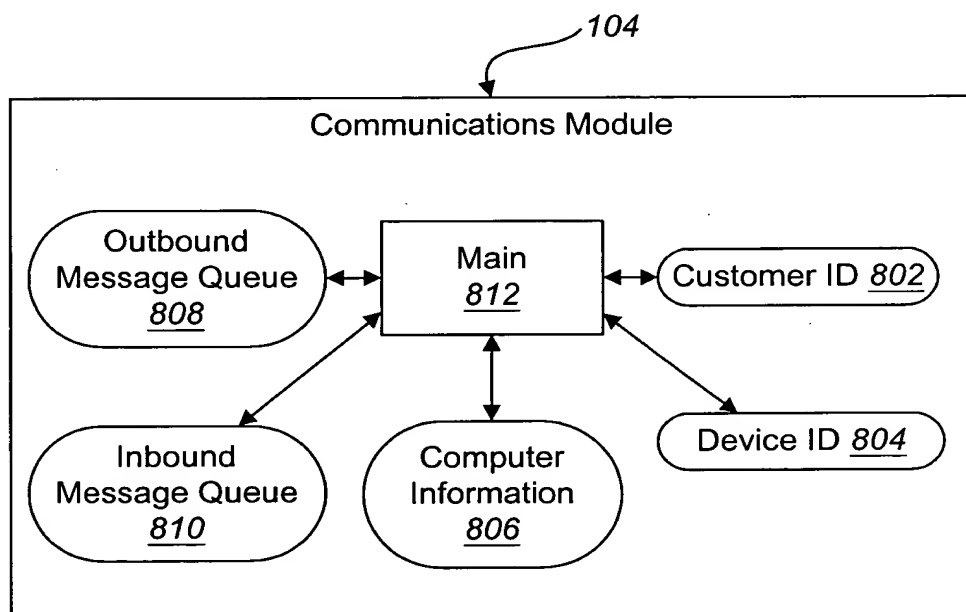 104
Communications Module
Outbound
Message Queue
808
Main
812
Customer ID 802
Inbound
Message Queue
810
Computer
Information
806
Device ID 804